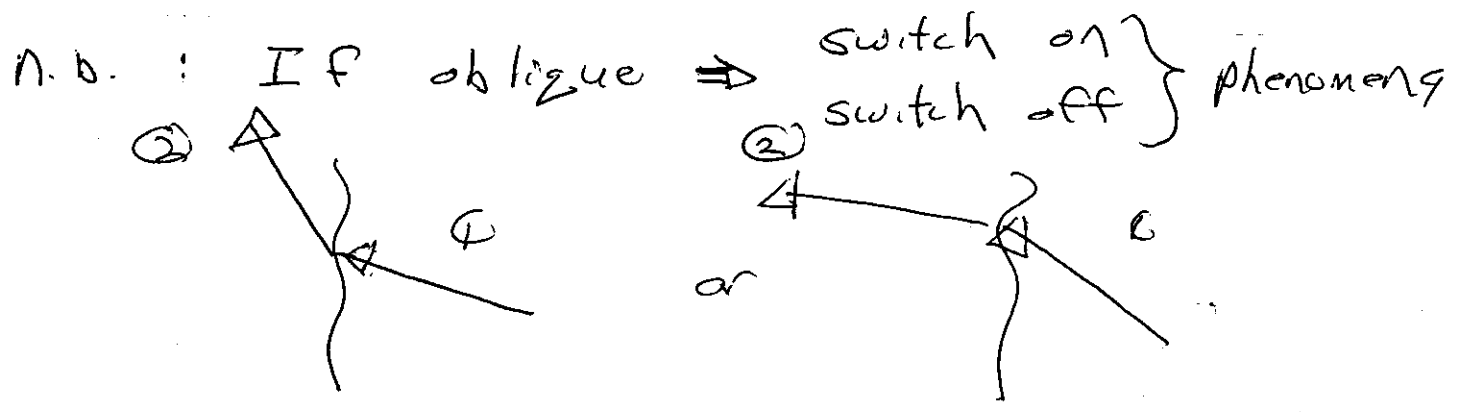 n.b. : If oblique ⇒ switch on } phenomena
switch off
② ②
① 1
or